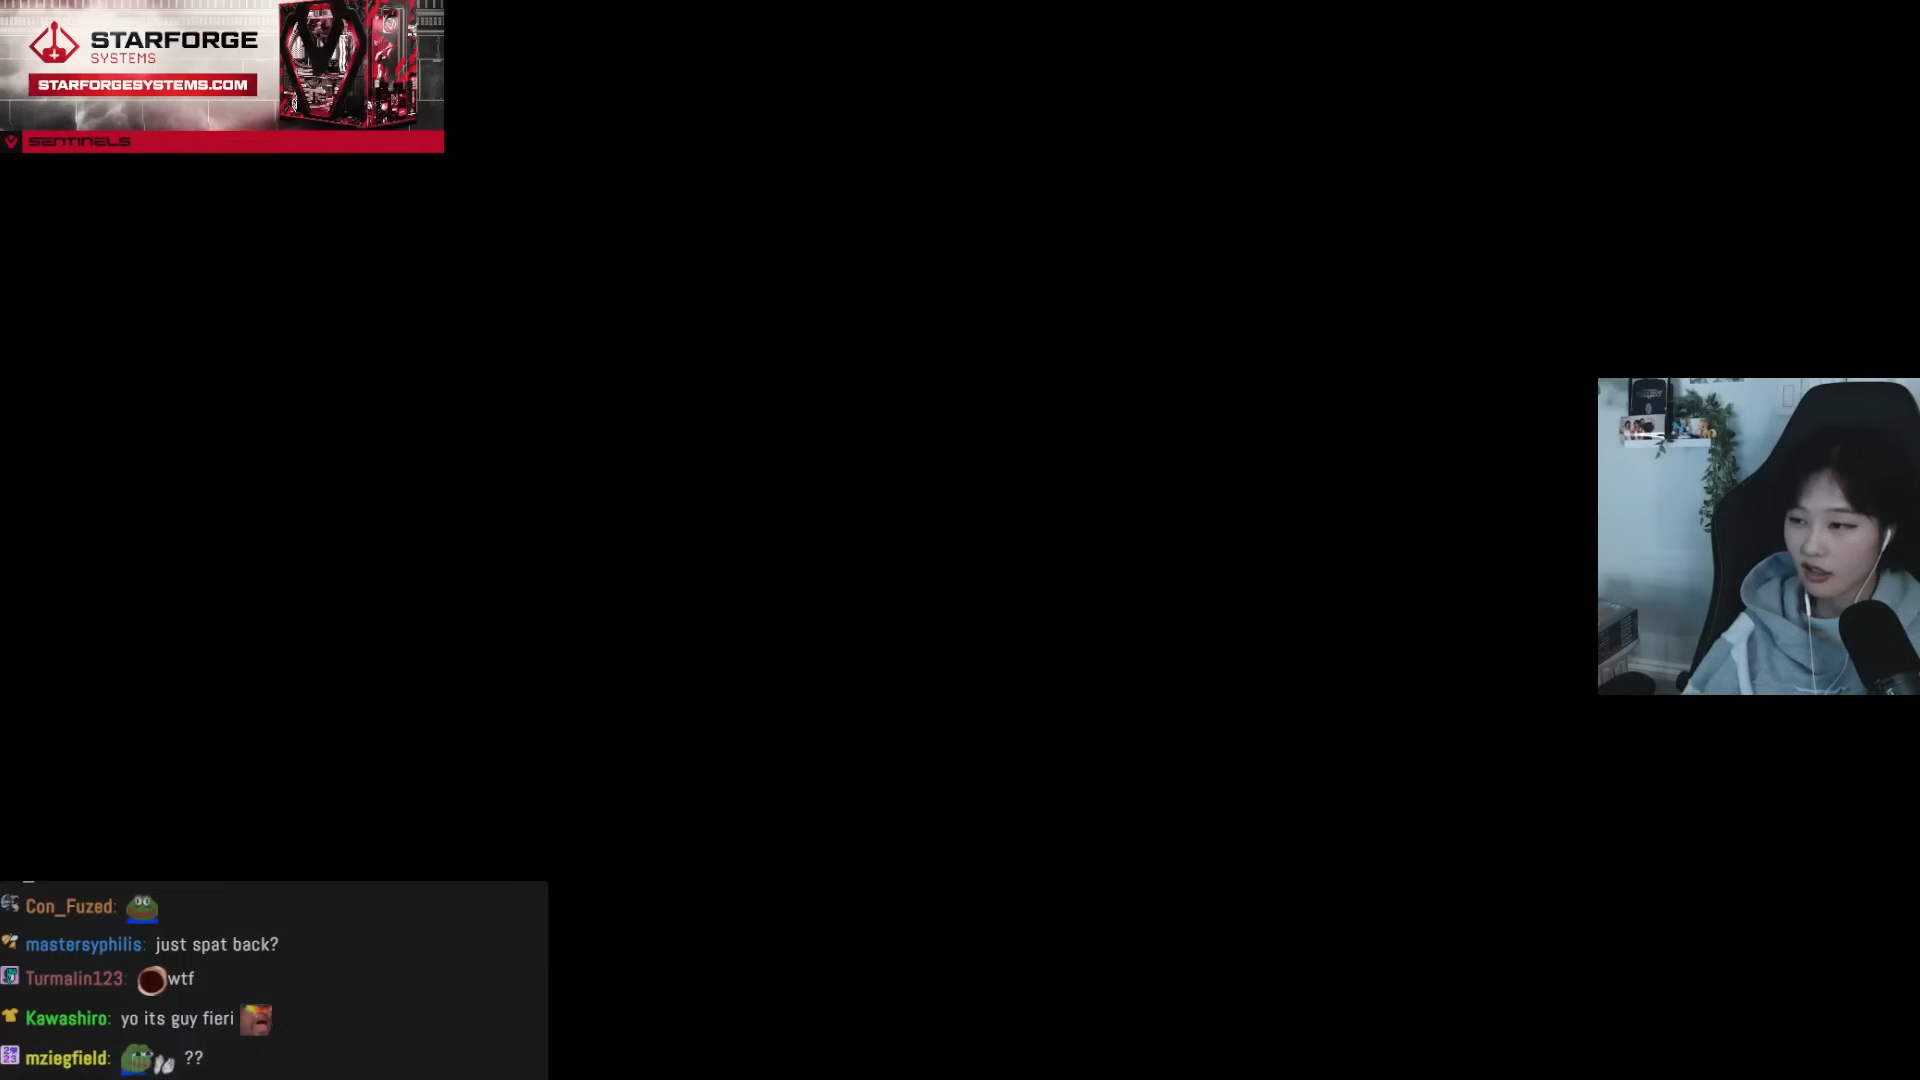 STARFORGE
SYSTEMS
STARFORGESYSTEMS.COM
SENTINELS
Con_Fuzed:
mastersyphilis: just spat back?
Turmalin123: wtf
Kawashiro: yo its guy fieri
mziegfield: ??